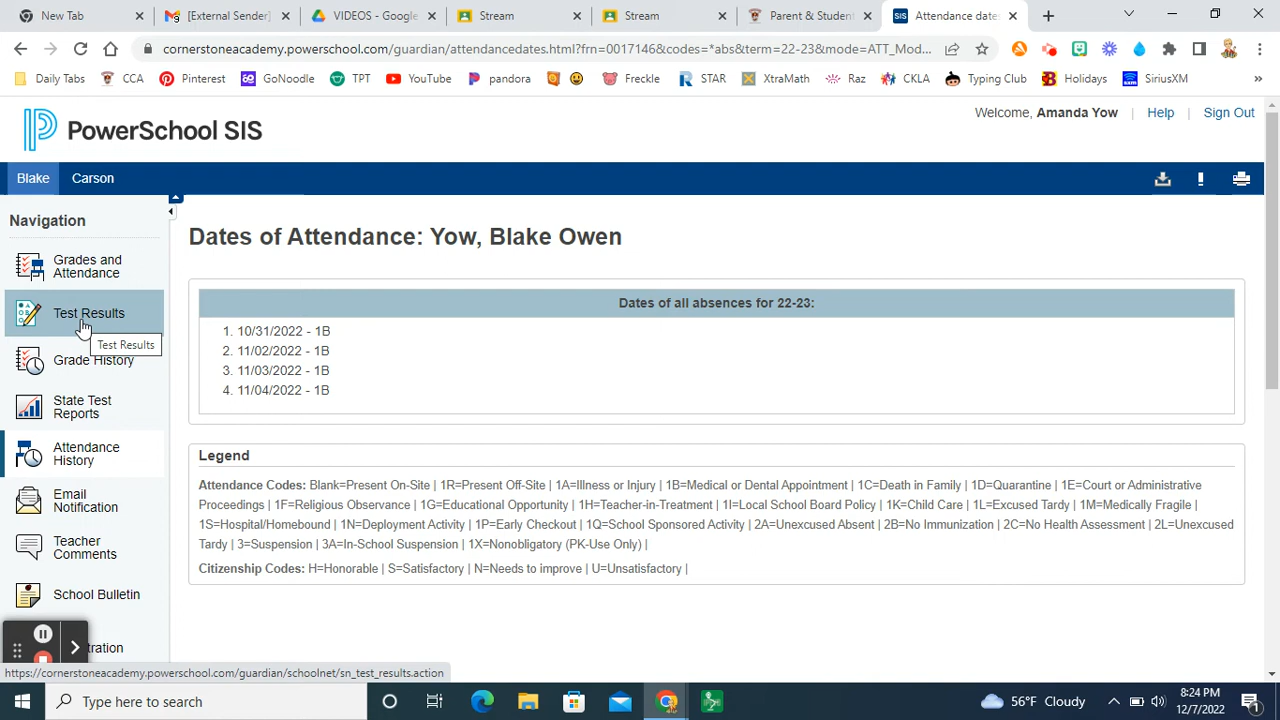 New Tab
[External Sender]
VIDEOS - Google
Stream
Stream
Parent & Studen
SIS
Attendance date
cornerstoneacademy.powerschool.com/guardian/attendancedates.html?frn=0017146&codes=*abs&term=22-23&mode=ATT_Mod...
Daily Tabs
CCA
Pinterest
GoNoodle
TPT
YouTube
pandora
Freckle
STAR
XtraMath
Raz
CKLA
Typing Club
Holidays
SiriusXM
»
PowerSchool SIS
Welcome, Amanda Yow
Help
Sign Out
Blake
Carson
Navigation
Grades and
Attendance
Test Results
Test Results
Grade History
State Test
Reports
Attendance
History
Email
Notification
Teacher
Comments
School Bulletin
tration
Dates of Attendance: Yow, Blake Owen
Dates of all absences for 22-23:
1. 10/31/2022 - 1B
2. 11/02/2022 - 1B
3. 11/03/2022 - 1B
4. 11/04/2022 - 1B
Legend
Attendance Codes: Blank=Present On-Site | 1R=Present Off-Site | 1A=Illness or Injury | 1B=Medical or Dental Appointment | 1C=Death in Family | 1D=Quarantine | 1E=Court or Administrative
Proceedings | 1F=Religious Observance | 1G=Educational Opportunity | 1H=Teacher-in-Treatment | 1I=Local School Board Policy | 1K=Child Care | 1L=Excused Tardy | 1M=Medically Fragile |
1S=Hospital/Homebound | 1N=Deployment Activity | 1P=Early Checkout | 1Q=School Sponsored Activity | 2A=Unexcused Absent | 2B=No Immunization | 2C=No Health Assessment | 2L=Unexcused
Tardy | 3=Suspension | 3A=In-School Suspension | 1X=Nonobligatory (PK-Use Only) |
Citizenship Codes: H=Honorable | S=Satisfactory | N=Needs to improve | U=Unsatisfactory |
https://cornerstoneacademy.powerschool.com/guardian/schoolnet/sn_test_results.action
Type here to search
56°F Cloudy
8:24 PM
12/7/2022
1